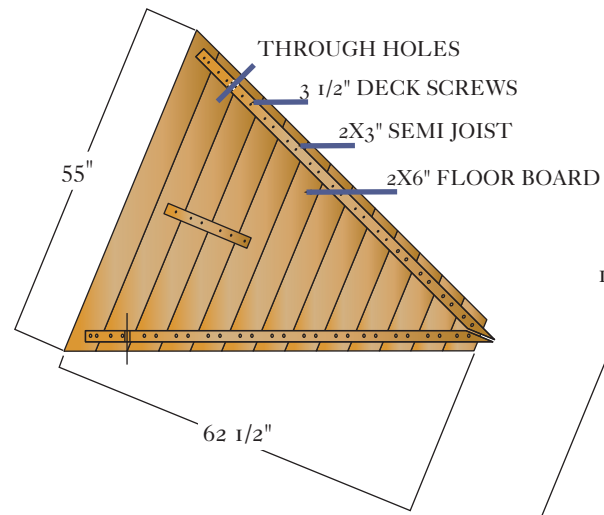 THROUGH HOLES
3 1/2" DECK SCREWS
2X3" SEMI JOIST
2X6" FLOOR BOARD
55"
62 1/2"